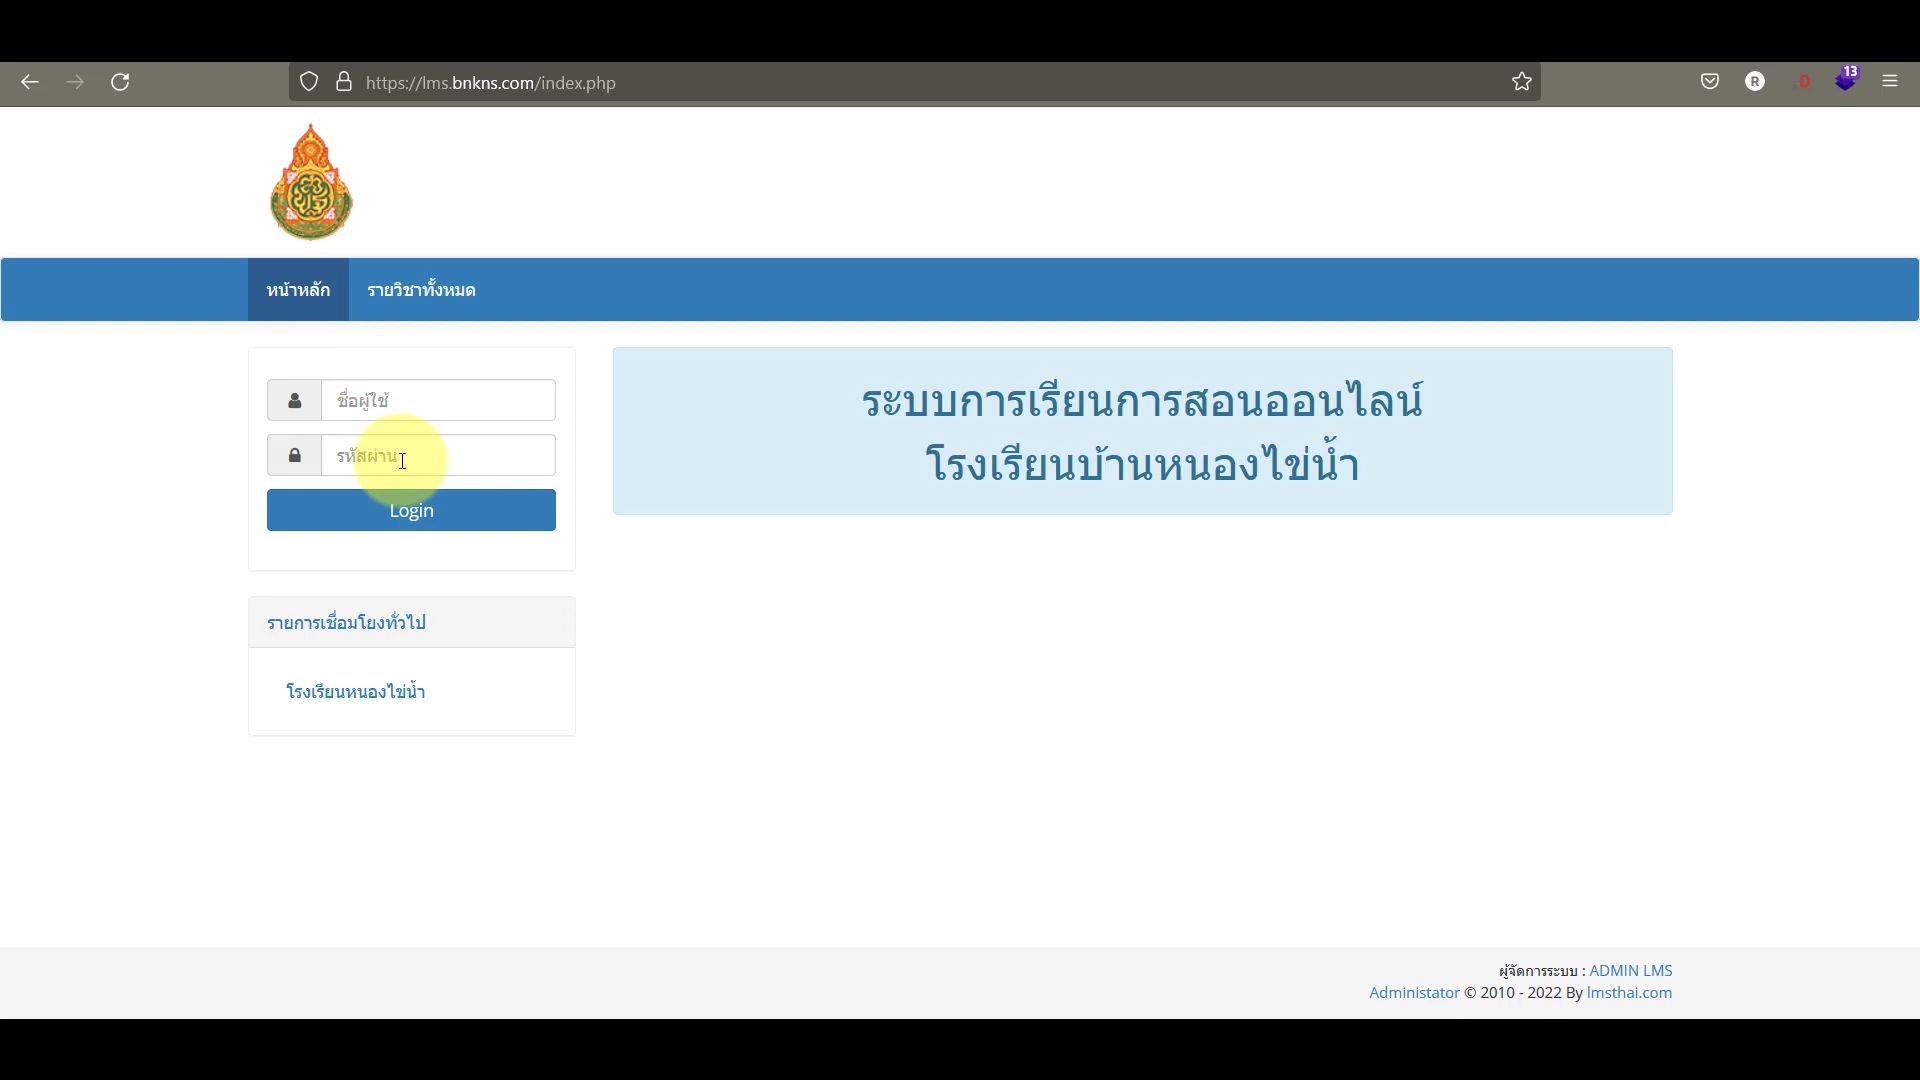 https://lms.bnkns.com/index.php
R
D
13
หน้าหลัก
รายวิชาทั้งหมด
ชื่อผู้ใช้
รหัสผ่าน
Login
ระบบการเรียนการสอนออนไลน์
โรงเรียนบ้านหนองไข่น้ำ
รายการเชื่อมโยงทั่วไป
โรงเรียนหนองไข่น้ำ
ผู้จัดการระบบ : ADMIN LMS
Administator © 2010 - 2022 By lmsthai.com